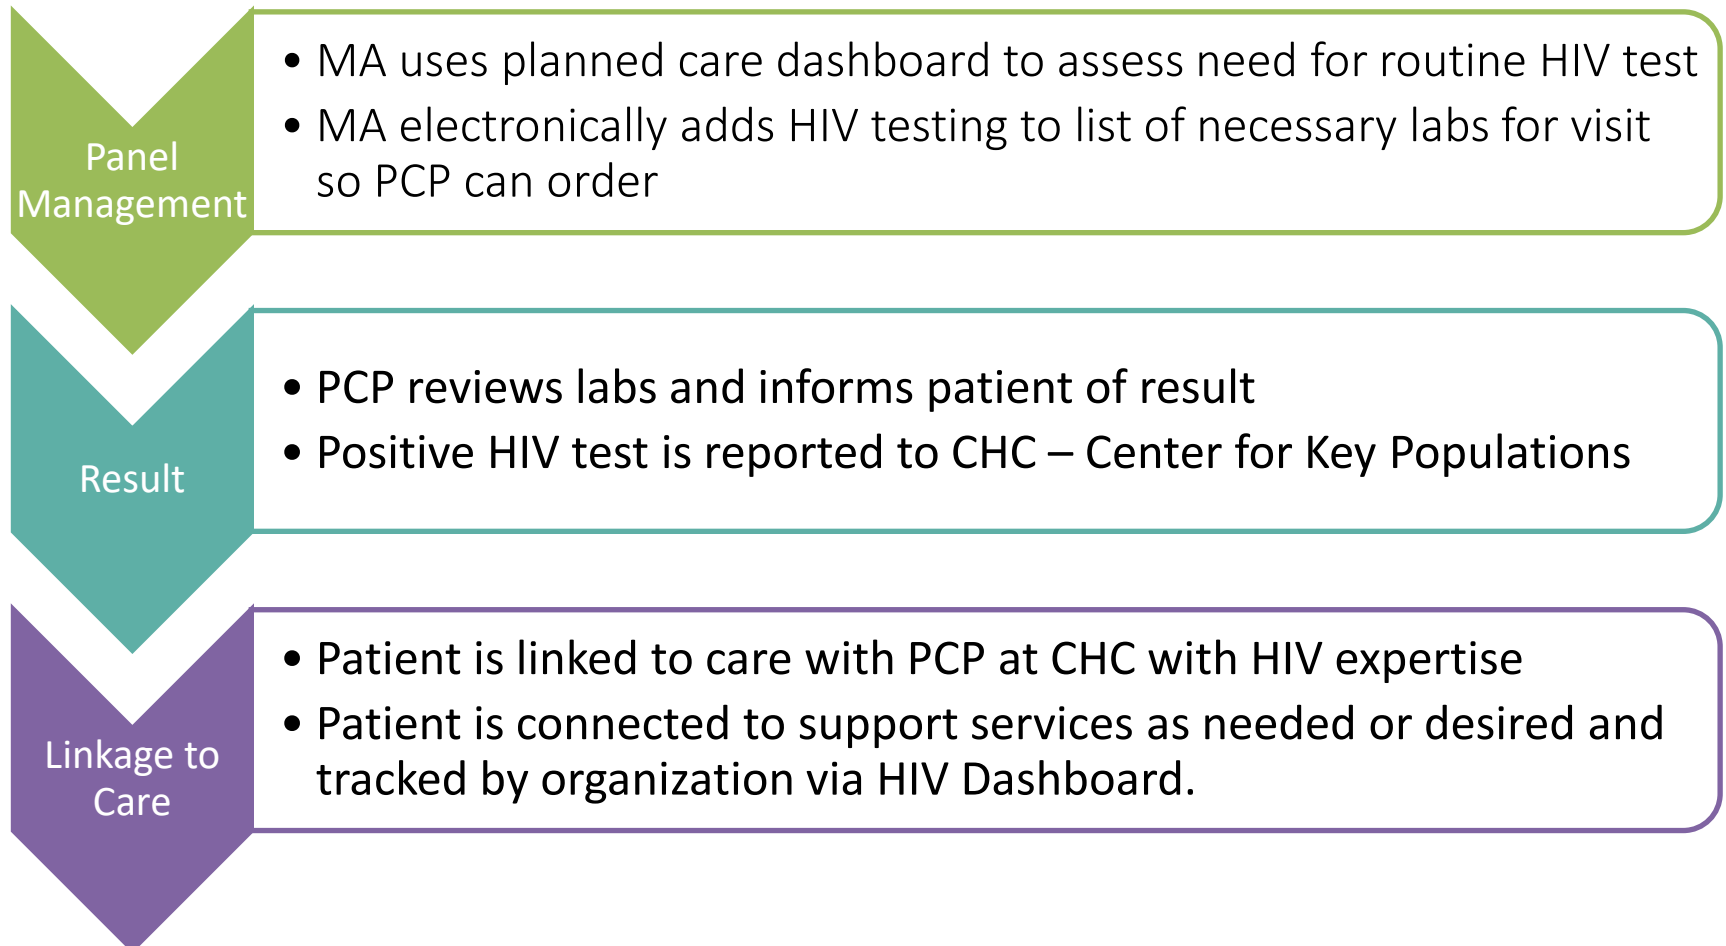 Panel
Management
• MA uses planned care dashboard to assess need for routine HIV test
• MA electronically adds HIV testing to list of necessary labs for visit
so PCP can order
Result
• PCP reviews labs and informs patient of result
• Positive HIV test is reported to CHC – Center for Key Populations
Linkage to
Care
• Patient is linked to care with PCP at CHC with HIV expertise
• Patient is connected to support services as needed or desired and
tracked by organization via HIV Dashboard.